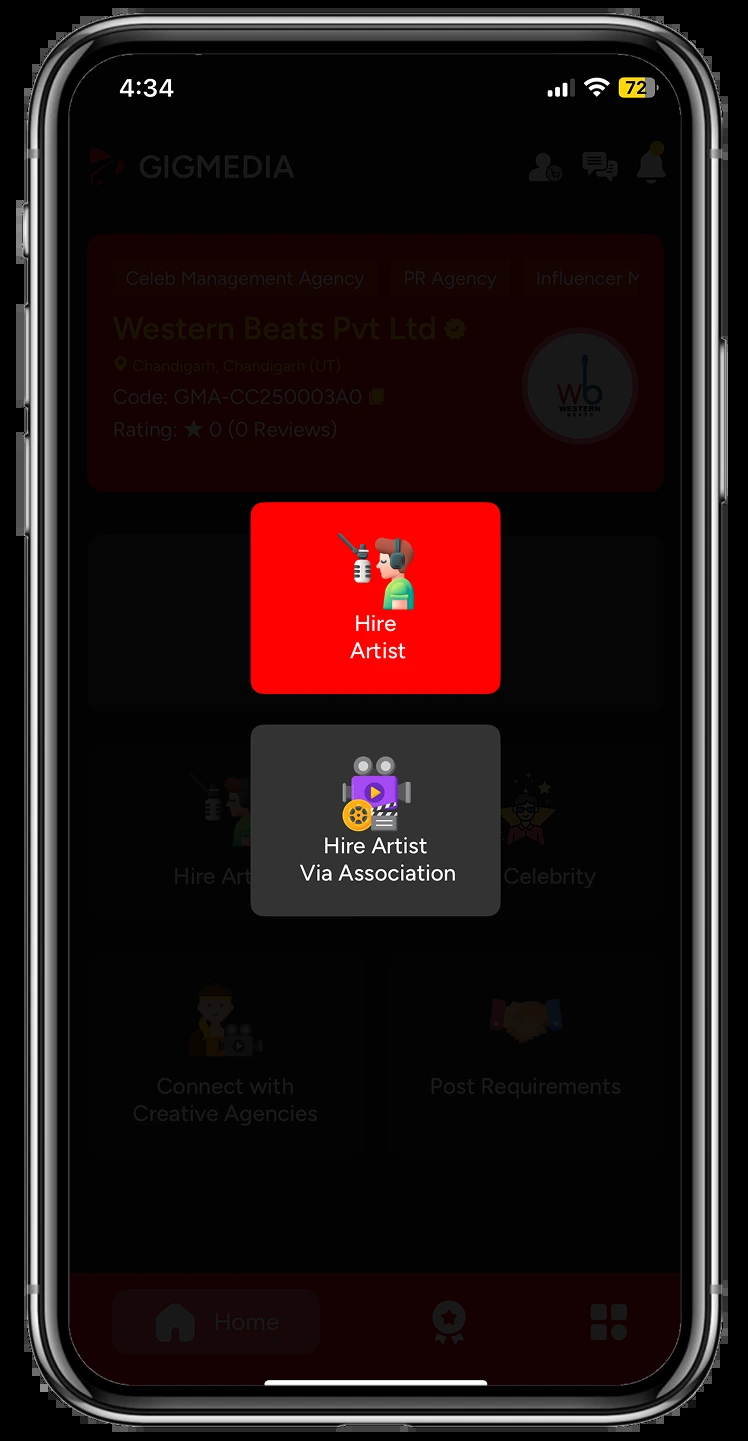 4:34
72
GIGMEDIA
Celeb Management Agency
PR Agency
Influencer M
Western Beats Pvt Ltd
Chandigarh, Chandigarh (UT)
Code: GMA-CC250003A0
Rating: ★ 0 (0 Reviews)
wb
WESTERN
BEATS
Hire
Artist
Hire Artist
Via Association
Hire Art
Celebrity
Connect with
Creative Agencies
Post Requirements
Home